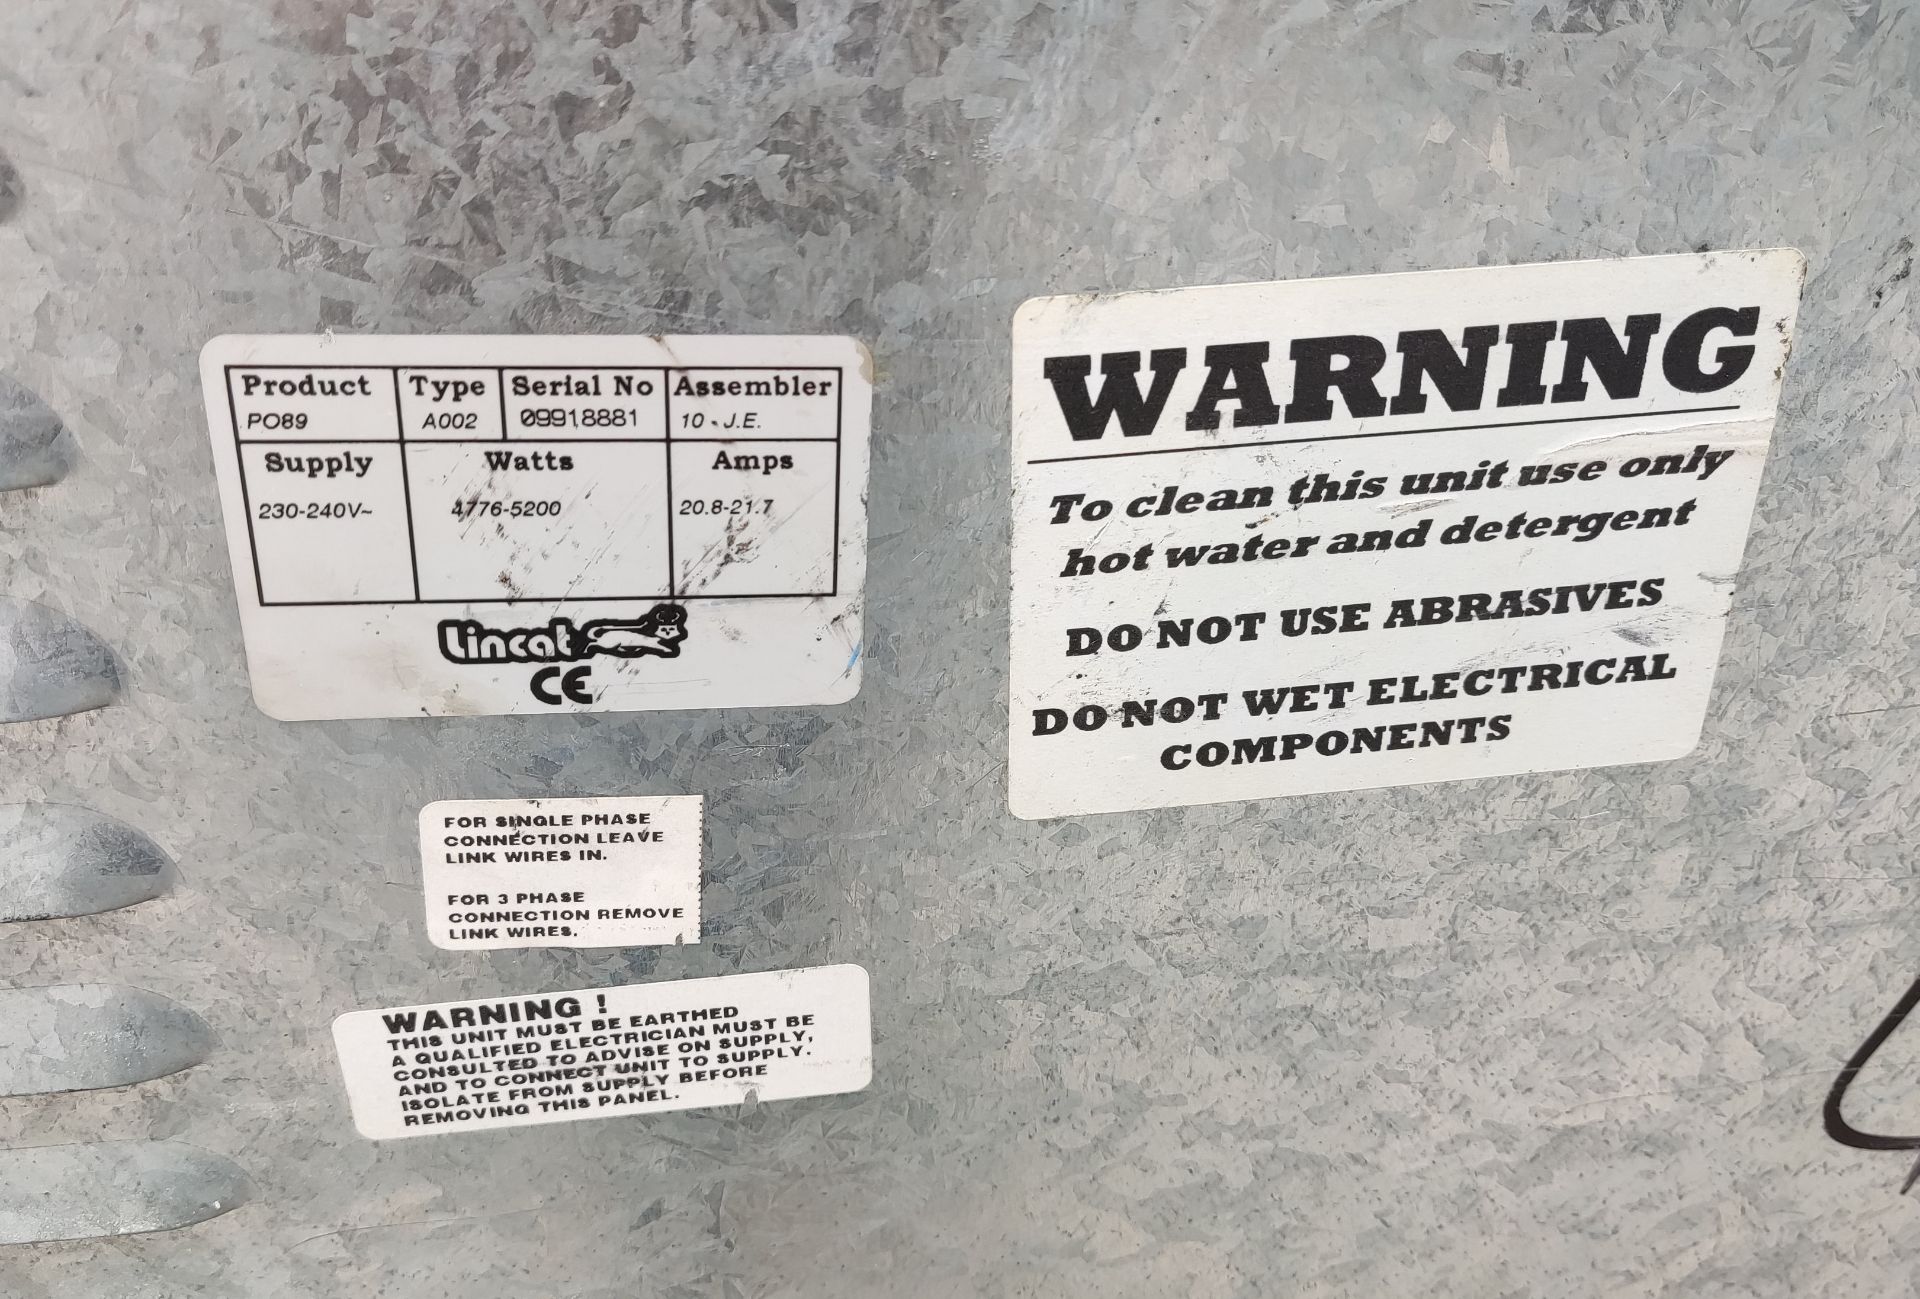 Product Type Serial No Assembler
PO89 A002 09918881 10 - J.E.
Supply Watts Amps
230-240V~ 4776-5200 20.8-21.7
Lincat
CE
FOR SINGLE PHASE
CONNECTION LEAVE
LINK WIRES IN.
FOR 3 PHASE
CONNECTION REMOVE
LINK WIRES.
WARNING !
THIS UNIT MUST BE EARTHED
A QUALIFIED ELECTRICIAN MUST BE
CONSULTED TO ADVISE ON SUPPLY,
AND TO CONNECT UNIT TO SUPPLY.
ISOLATE FROM SUPPLY BEFORE
REMOVING THIS PANEL.
WARNING
To clean this unit use only
hot water and detergent
DO NOT USE ABRASIVES
DO NOT WET ELECTRICAL
COMPONENTS